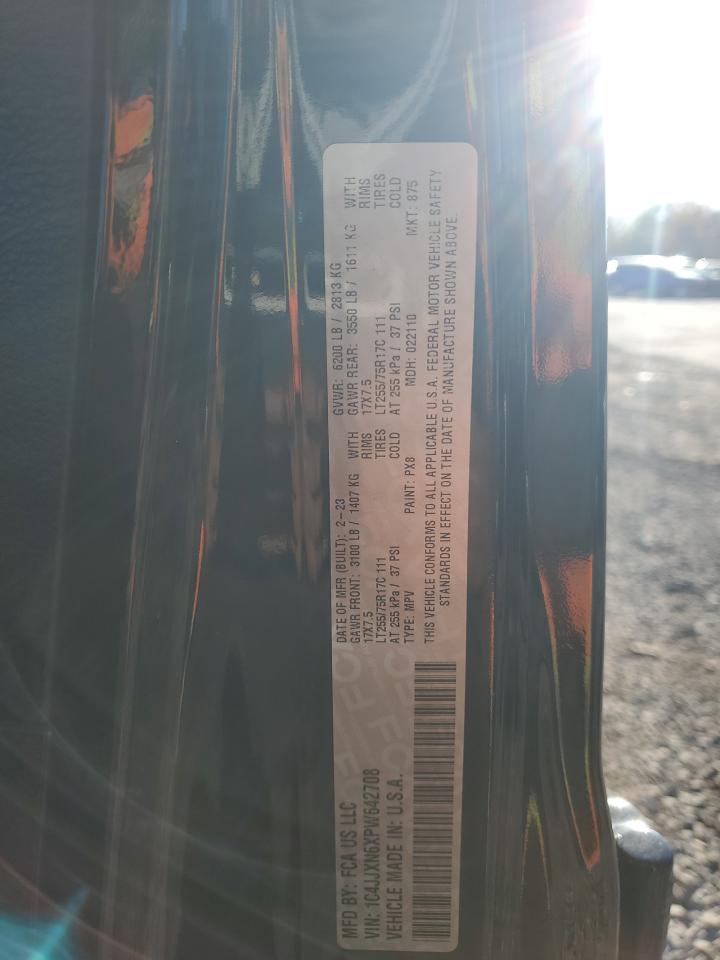 MFD BY: FCA US LLC
DATE OF MFR (BUILT): 2-23 GVWR: 6200 LB / 2813 KG
GAWR FRONT: 3100 LB / 1407 KG WITH GAWR REAR: 3550 LB / 1611 KG WITH
17X7.5 RIMS 17X7.5 RIMS
LT255/75R17C 111 TIRES LT255/75R17C 111 TIRES
AT 255 kPa / 37 PSI COLD AT 255 kPa / 37 PSI COLD
VIN: 1C4JJXN6XPW642708
TYPE: MPV PAINT: PX8 MDH: 022110 MKT: 875
VEHICLE MADE IN: U.S.A.
THIS VEHICLE CONFORMS TO ALL APPLICABLE U.S.A. FEDERAL MOTOR VEHICLE SAFETY
STANDARDS IN EFFECT ON THE DATE OF MANUFACTURE SHOWN ABOVE.